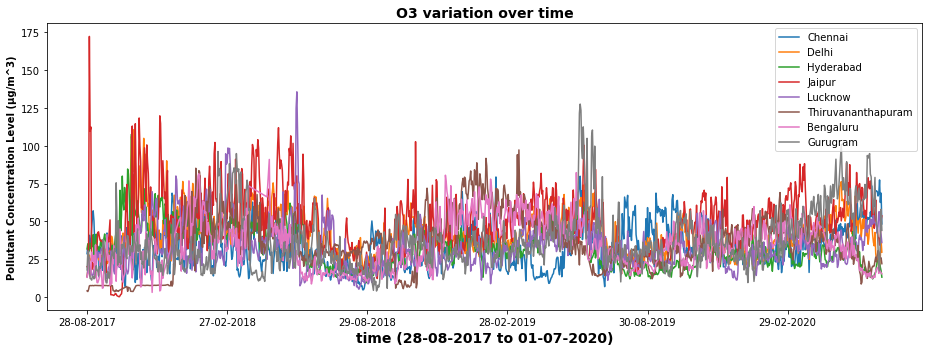 O3 variation over time
Pollutant Concentration Level (µg/m^3)
175
150
125
100
75
50
25
0
Chennai
Delhi
Hyderabad
Jaipur
Lucknow
Thiruvananthapuram
Bengaluru
Gurugram
28-08-2017
27-02-2018
29-08-2018
28-02-2019
30-08-2019
29-02-2020
time (28-08-2017 to 01-07-2020)